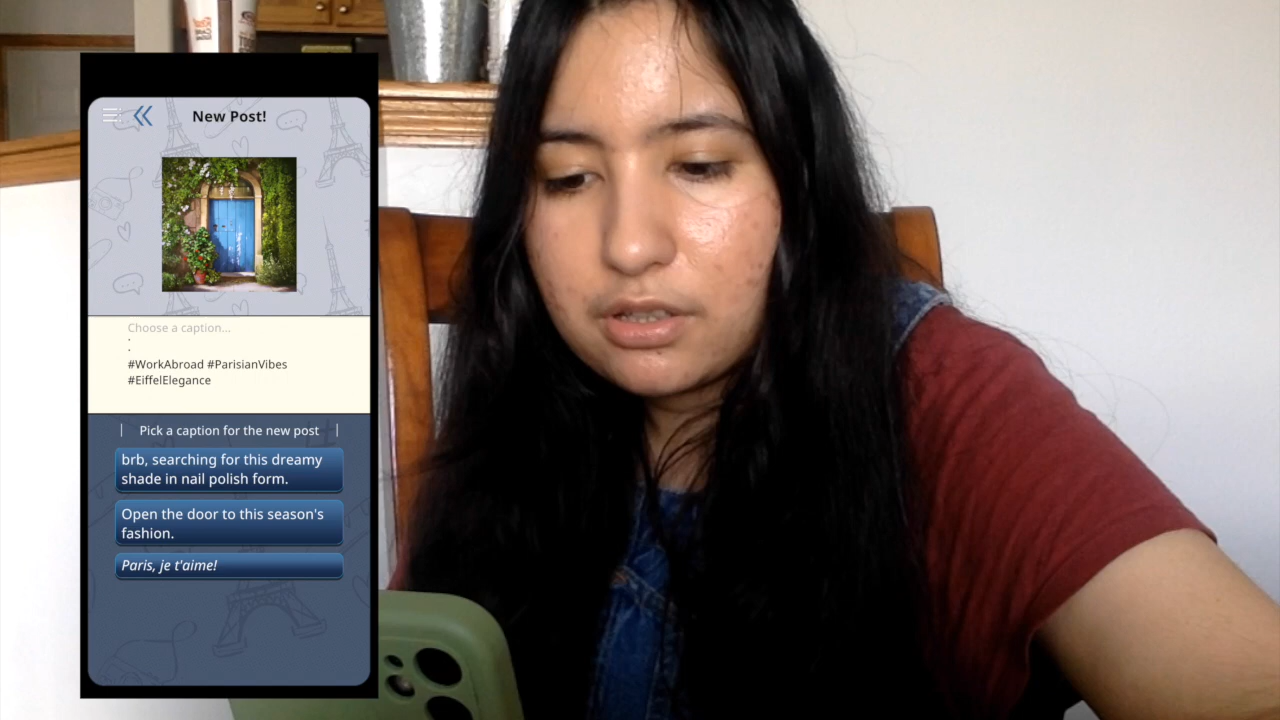 New Post!
Choose a caption...
.
.
#WorkAbroad #ParisianVibes
#EiffelElegance
Pick a caption for the new post
brb, searching for this dreamy
shade in nail polish form.
Open the door to this season's
fashion.
Paris, je t'aime!